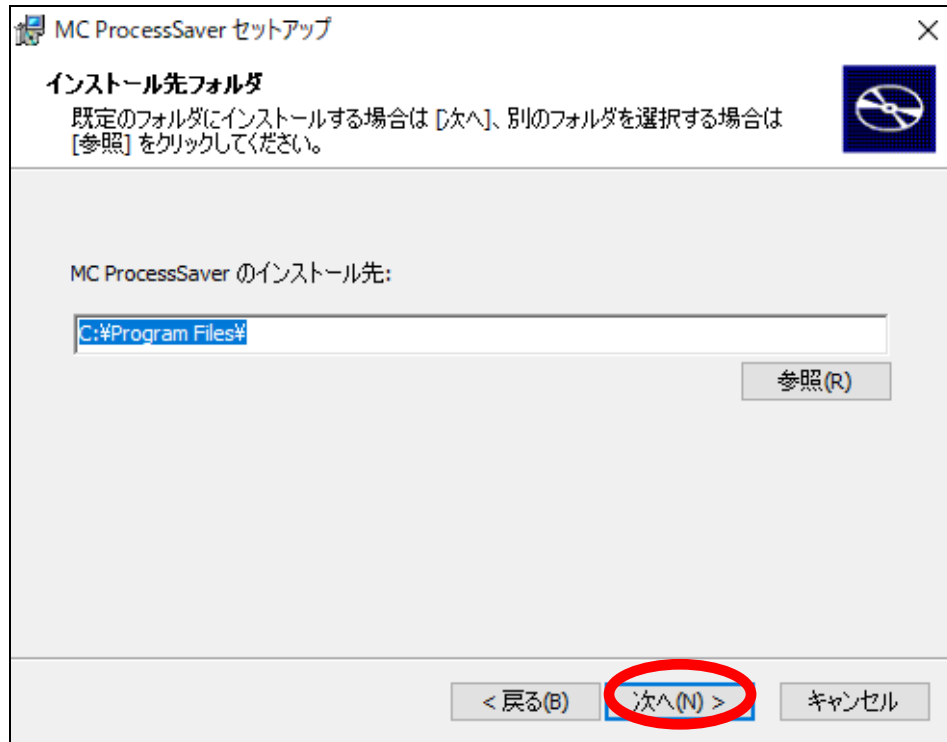 MC ProcessSaver セットアップ
インストール先フォルダ
既定のフォルダにインストールする場合は [次へ]、別のフォルダを選択する場合は
[参照] をクリックしてください。
MC ProcessSaver のインストール先:
C:¥Program Files¥
参照(R)
< 戻る(B) 次へ(N) > キャンセル